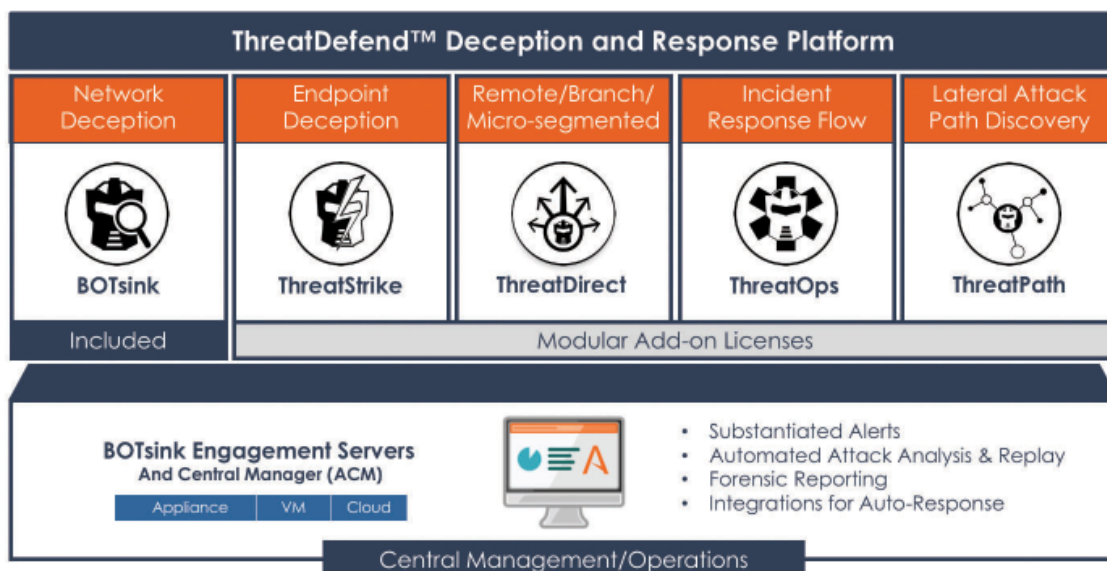 ThreatDefend™ Deception and Response Platform
Network
Deception
Endpoint
Deception
Remote/Branch/
Micro-segmented
Incident
Response Flow
Lateral Attack
Path Discovery
BOTsink
ThreatStrike
ThreatDirect
ThreatOps
ThreatPath
Included
Modular Add-on Licenses
BOTsink Engagement Servers
And Central Manager (ACM)
Appliance
VM
Cloud
A
• Substantiated Alerts
• Automated Attack Analysis & Replay
• Forensic Reporting
• Integrations for Auto-Response
Central Management/Operations